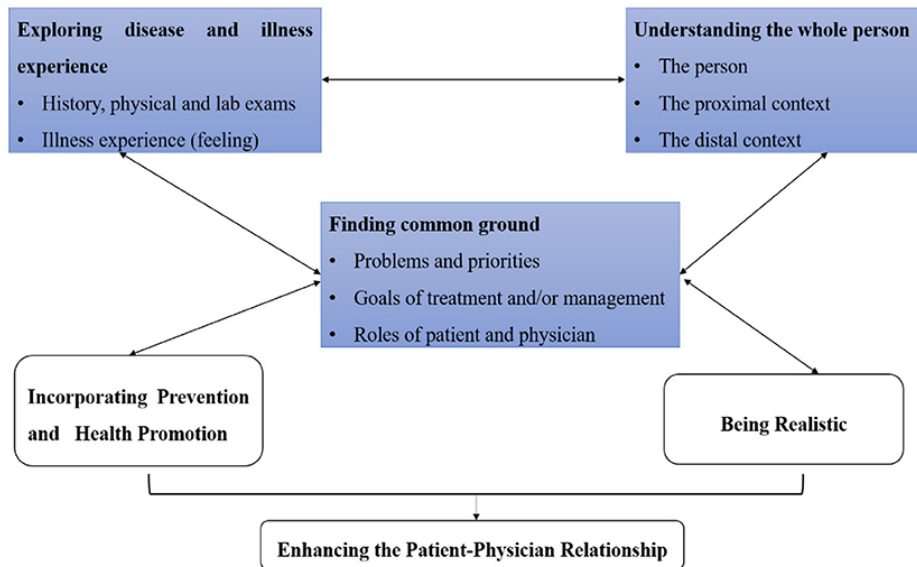 Exploring disease and illness
experience
• History, physical and lab exams
• Illness experience (feeling)
Understanding the whole person
• The person
• The proximal context
• The distal context
Finding common ground
• Problems and priorities
• Goals of treatment and/or management
• Roles of patient and physician
Incorporating Prevention
and Health Promotion
Being Realistic
Enhancing the Patient-Physician Relationship